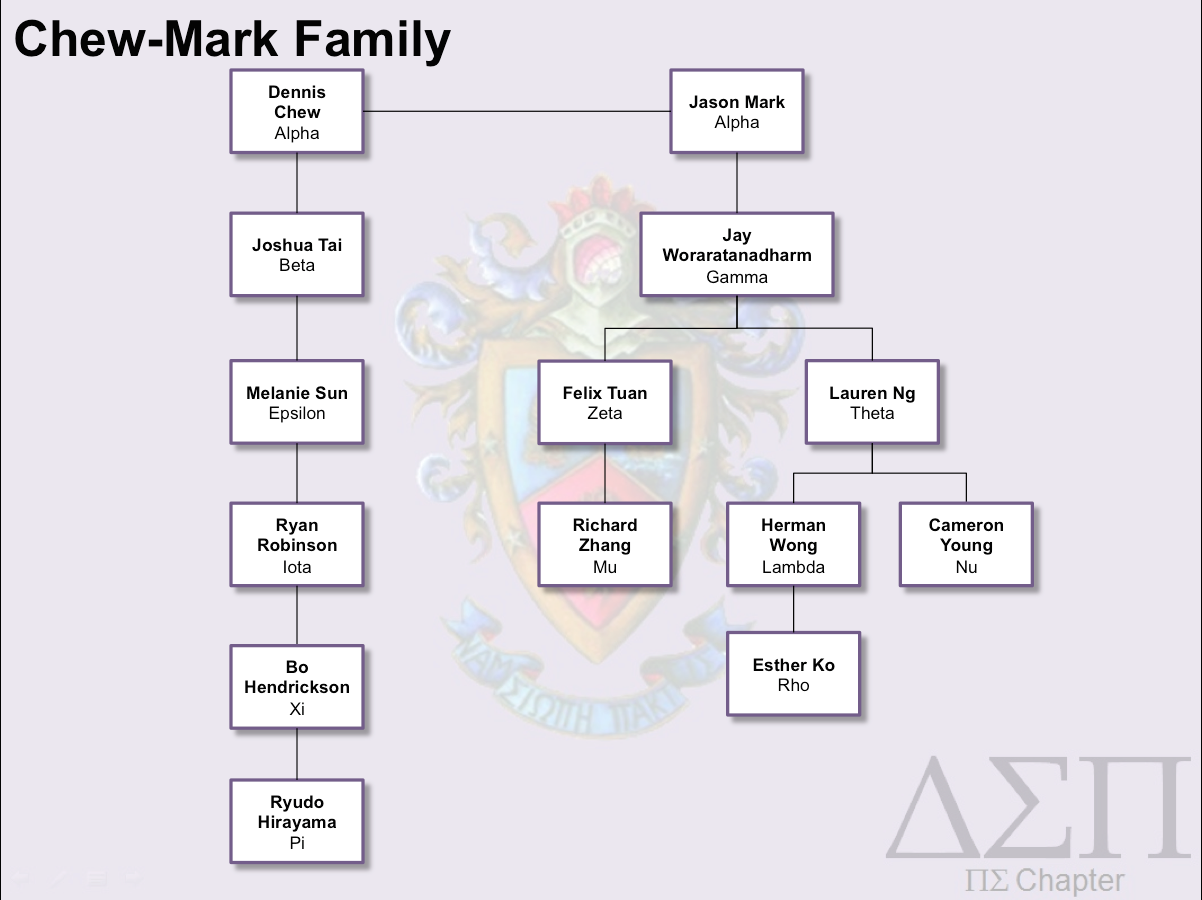 Chew-Mark Family
Dennis
Chew
Alpha
Jason Mark
Alpha
Joshua Tai
Beta
Jay
Woraratanadharm
Gamma
Melanie Sun
Epsilon
Felix Tuan
Zeta
Lauren Ng
Theta
Ryan
Robinson
Iota
Richard
Zhang
Mu
Herman
Wong
Lambda
Cameron
Young
Nu
Bo
Hendrickson
Xi
Esther Ko
Rho
Ryudo
Hirayama
Pi
ΔΣΠ
ΠΣ Chapter